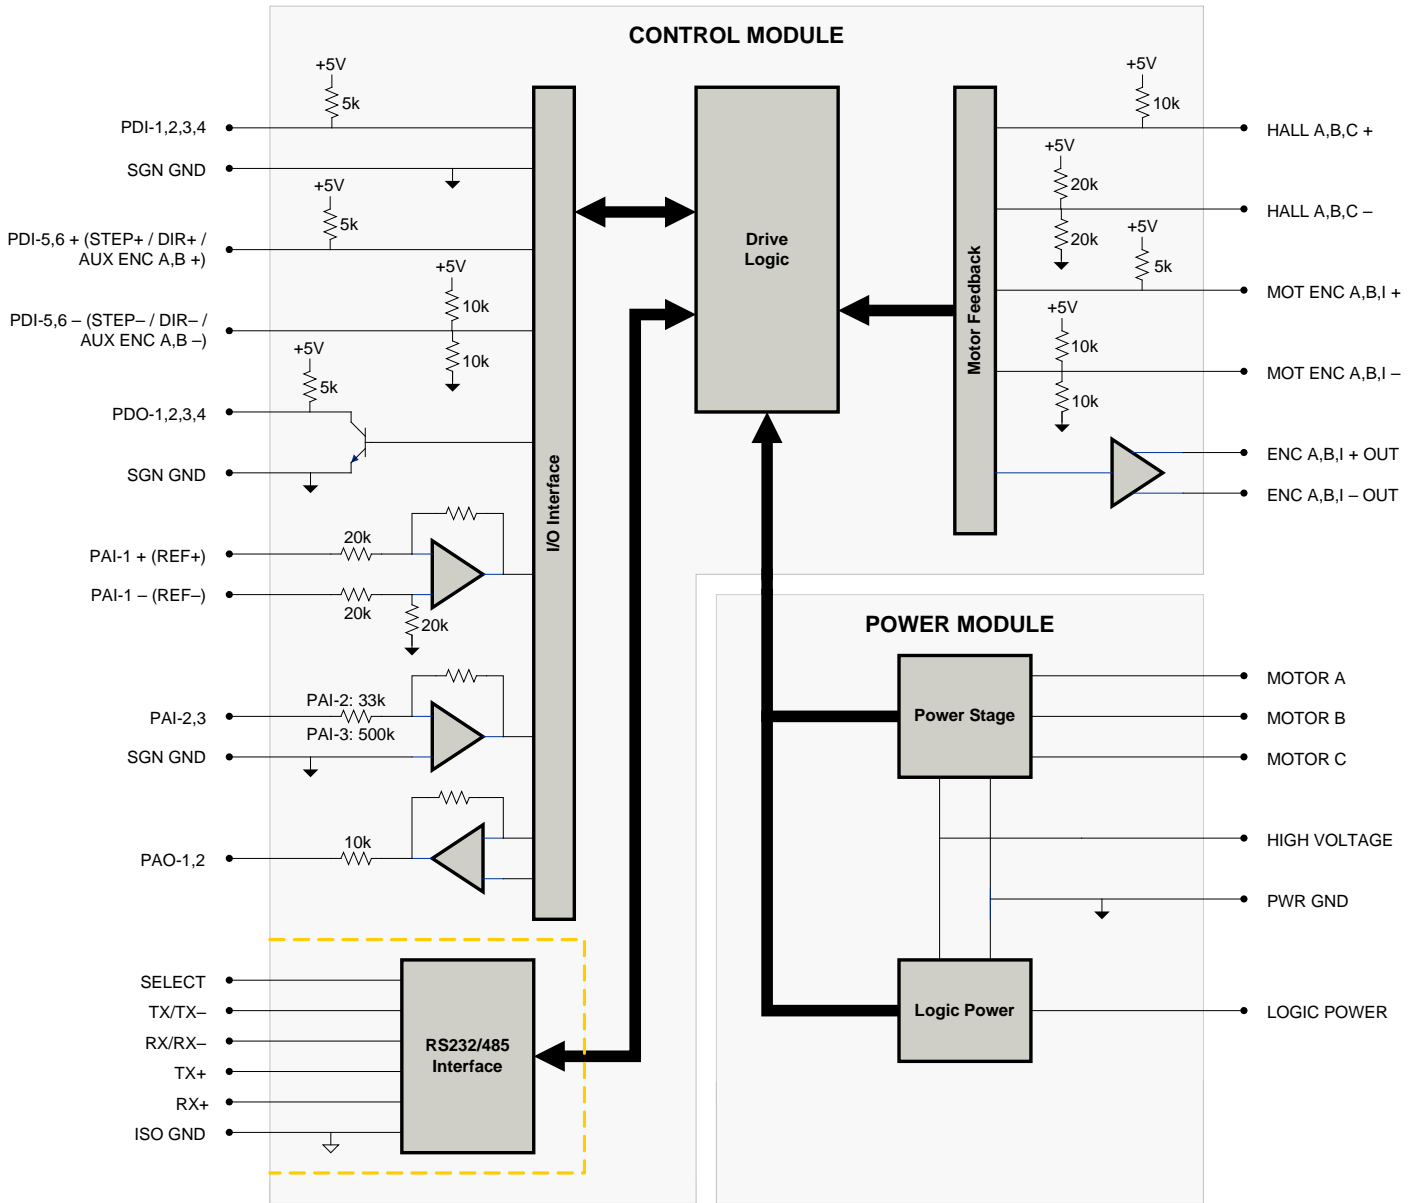 CONTROL MODULE
+5V
5k
PDI-1,2,3,4
SGN GND
+5V
5k
PDI-5,6 + (STEP+ / DIR+ /
AUX ENC A,B +)
+5V
10k
PDI-5,6 – (STEP– / DIR– /
AUX ENC A,B –)
10k
+5V
5k
PDO-1,2,3,4
SGN GND
PAI-1 + (REF+)
20k
PAI-1 – (REF–)
20k
20k
PAI-2,3
PAI-2: 33k
PAI-3: 500k
SGN GND
PAO-1,2
10k
I/O Interface
SELECT
TX/TX–
RX/RX–
TX+
RX+
ISO GND
RS232/485
Interface
Drive
Logic
Motor Feedback
+5V
10k
HALL A,B,C +
+5V
20k
HALL A,B,C –
20k
+5V
5k
MOT ENC A,B,I +
+5V
10k
MOT ENC A,B,I –
10k
ENC A,B,I + OUT
ENC A,B,I – OUT
POWER MODULE
Power Stage
MOTOR A
MOTOR B
MOTOR C
HIGH VOLTAGE
PWR GND
Logic Power
LOGIC POWER